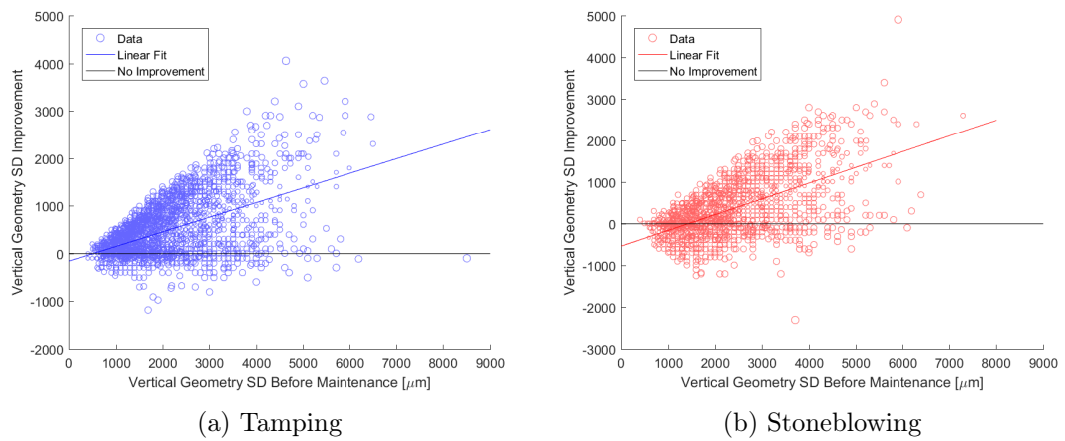 5000
4000
3000
2000
1000
0
-1000
-2000
Vertical Geometry SD Improvement
Data
Linear Fit
No Improvement
0 1000 2000 3000 4000 5000 6000 7000 8000 9000
Vertical Geometry SD Before Maintenance [μm]
(a) Tamping
5000
4000
3000
2000
1000
0
-1000
-2000
-3000
Vertical Geometry SD Improvement
Data
Linear Fit
No Improvement
0 1000 2000 3000 4000 5000 6000 7000 8000 9000
Vertical Geometry SD Before Maintenance [μm]
(b) Stoneblowing